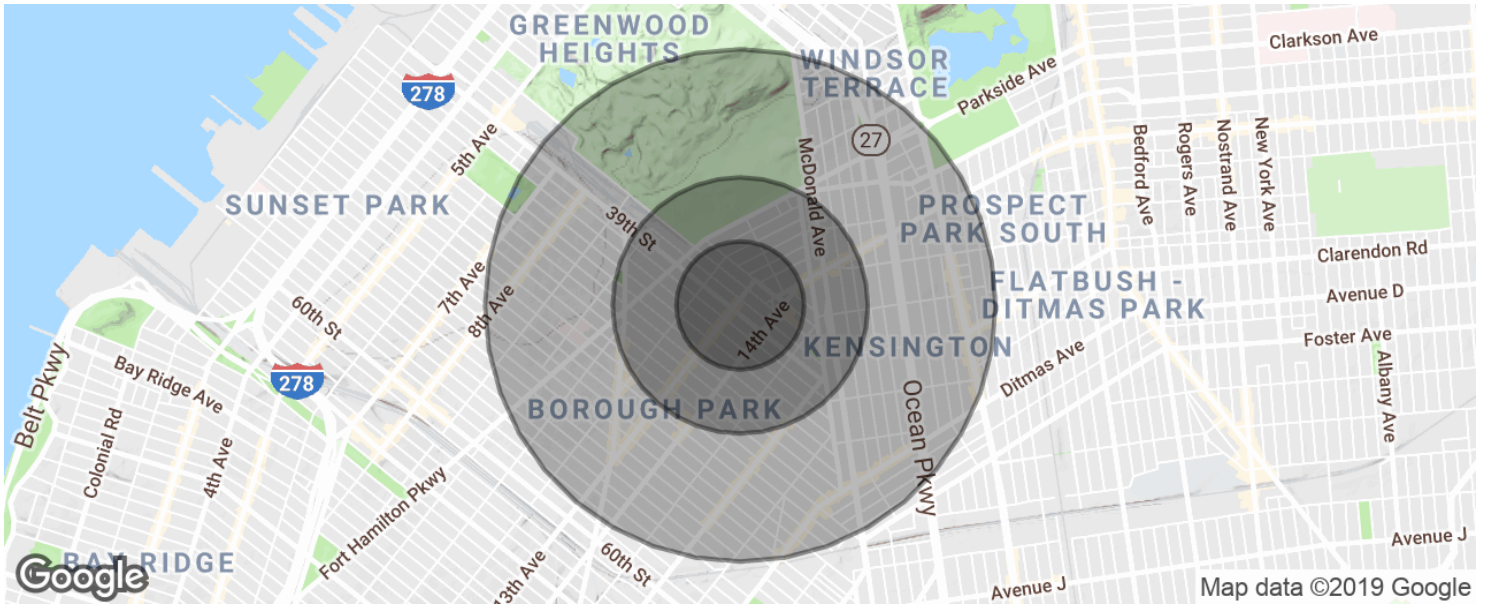 GREENWOOD
HEIGHTS
WINDSOR
TERRACE
Clarkson Ave
Parkside Ave
278
27
5th Ave
McDonald Ave
Bedford Ave
Rogers Ave
Nostrand Ave
New York Ave
SUNSET PARK
39th St
PROSPECT
PARK SOUTH
Clarendon Rd
7th Ave
8th Ave
60th St
14th Ave
FLATBUSH -
DITMAS PARK
Avenue D
Foster Ave
KENSINGTON
Ditmas Ave
Albany Ave
Belt Pkwy
Bay Ridge Ave
278
Colonial Rd
4th Ave
BOROUGH PARK
Ocean Pkwy
Fort Hamilton Pkwy
13th Ave
60th St
BAY RIDGE
Avenue J
Avenue J
Google
Map data ©2019 Google